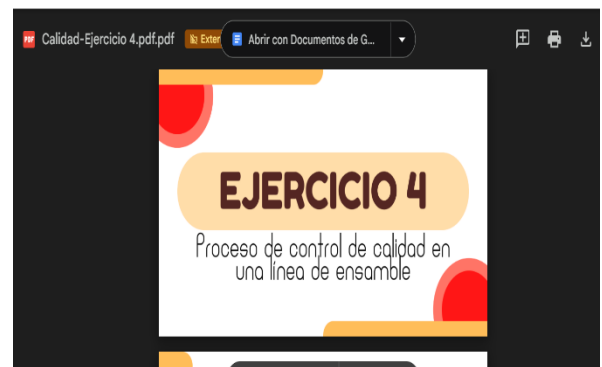 Calidad-Ejercicio 4.pdf.pdf
Exter
Abrir con Documentos de G...
EJERCICIO 4
Proceso de control de calidad en
una línea de ensamble